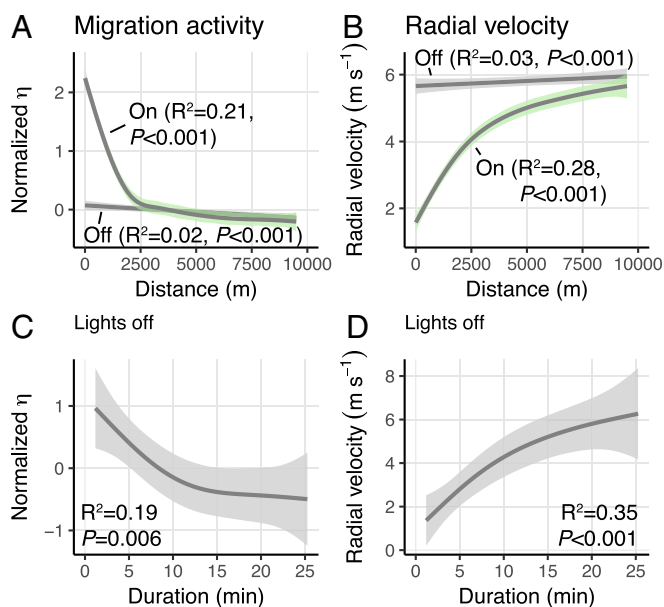 A Migration activity
Normalized η
2
1
0
On (R²=0.21,
P<0.001)
Off (R²=0.02, P<0.001)
0 2500 5000 7500 10000
Distance (m)
B Radial velocity
Radial velocity (m s⁻¹)
6
4
2
Off (R²=0.03, P<0.001)
On (R²=0.28,
P<0.001)
0 2500 5000 7500 10000
Distance (m)
C Lights off
Normalized η
1
0
−1
R²=0.19
P=0.006
0 5 10 15 20 25
Duration (min)
D Lights off
Radial velocity (m s⁻¹)
8
6
4
2
0
R²=0.35
P<0.001
0 5 10 15 20 25
Duration (min)